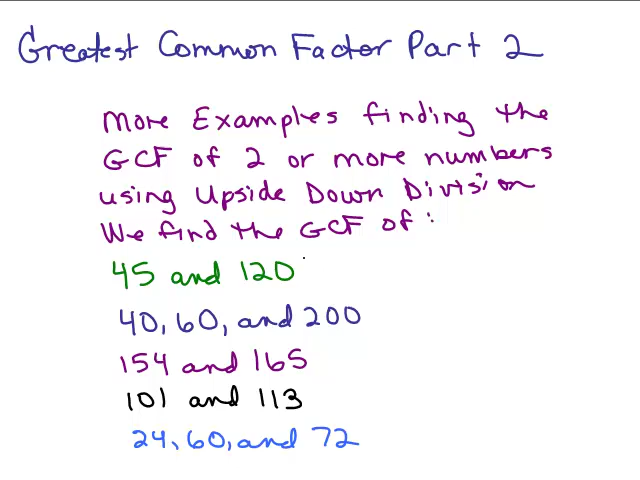 Greatest Common Factor Part 2
More Examples finding the
GCF of 2 or more numbers
using Upside Down Division
We find the GCF of:
45 and 120
40, 60, and 200
154 and 165
101 and 113
24, 60, and 72